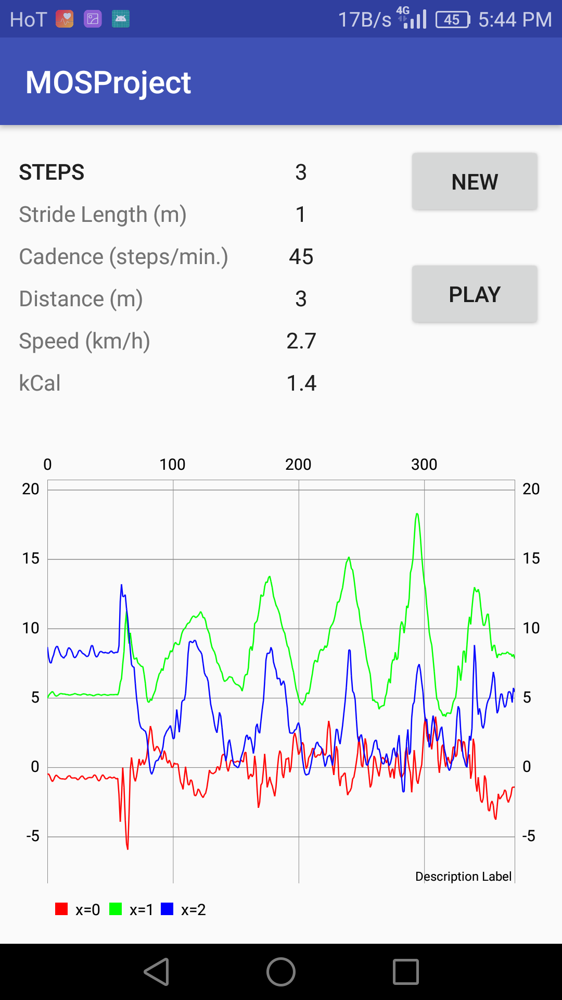 HoT 17B/s 4G 45 5:44 PM
MOSProject
STEPS 3
NEW
Stride Length (m) 1
Cadence (steps/min.) 45
Distance (m) 3
PLAY
Speed (km/h) 2.7
kCal 1.4
0 100 200 300
20 20
15 15
10 10
5 5
0 0
-5 -5
Description Label
x=0 x=1 x=2